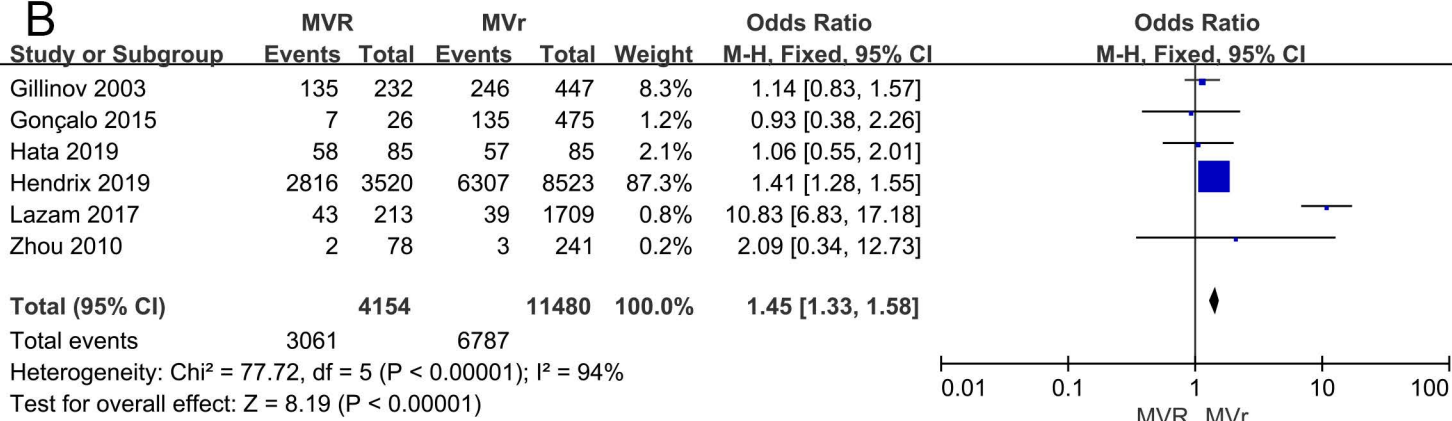 B
MVR MVr Odds Ratio Odds Ratio
Study or Subgroup Events Total Events Total Weight M-H, Fixed, 95% CI M-H, Fixed, 95% CI
Gillinov 2003 135 232 246 447 8.3% 1.14 [0.83, 1.57]
Gonçalo 2015 7 26 135 475 1.2% 0.93 [0.38, 2.26]
Hata 2019 58 85 57 85 2.1% 1.06 [0.55, 2.01]
Hendrix 2019 2816 3520 6307 8523 87.3% 1.41 [1.28, 1.55]
Lazam 2017 43 213 39 1709 0.8% 10.83 [6.83, 17.18]
Zhou 2010 2 78 3 241 0.2% 2.09 [0.34, 12.73]
Total (95% CI) 4154 11480 100.0% 1.45 [1.33, 1.58]
Total events 3061 6787
Heterogeneity: Chi² = 77.72, df = 5 (P < 0.00001); I² = 94%
Test for overall effect: Z = 8.19 (P < 0.00001)
0.01 0.1 1 10 100
MVR MVr